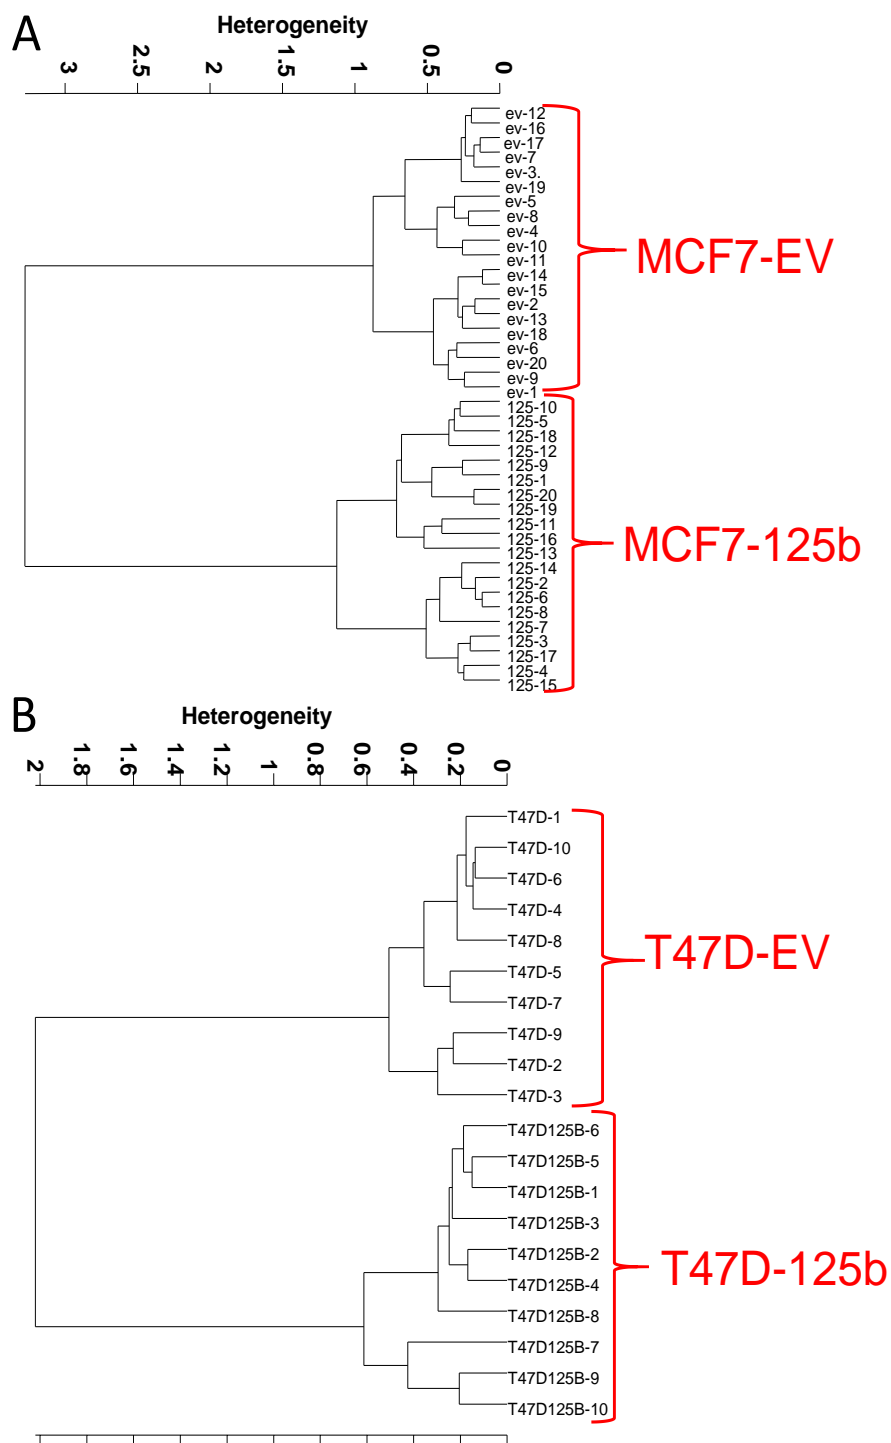 A
Heterogeneity
3
2.5
2
1.5
1
0.5
0
ev-12
ev-16
ev-17
ev-7
ev-3.
ev-19
ev-5
ev-8
ev-4
ev-10
ev-11
ev-14
ev-15
ev-2
ev-13
ev-18
ev-6
ev-20
ev-9
ev-1
MCF7-EV
125-10
125-5
125-18
125-12
125-9
125-1
125-20
125-19
125-11
125-16
125-13
125-14
125-2
125-6
125-8
125-7
125-3
125-17
125-4
125-15
MCF7-125b
B
Heterogeneity
2
1.8
1.6
1.4
1.2
1
0.8
0.6
0.4
0.2
0
T47D-1
T47D-10
T47D-6
T47D-4
T47D-8
T47D-5
T47D-7
T47D-9
T47D-2
T47D-3
T47D-EV
T47D125B-6
T47D125B-5
T47D125B-1
T47D125B-3
T47D125B-2
T47D125B-4
T47D125B-8
T47D125B-7
T47D125B-9
T47D125B-10
T47D-125b